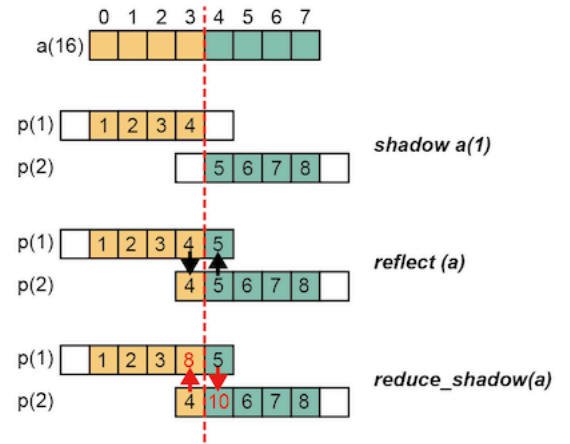 0 1 2 3 4 5 6 7
a(16)
p(1) 1 2 3 4
shadow a(1)
p(2) 5 6 7 8
p(1) 1 2 3 4 5
reflect (a)
p(2) 4 5 6 7 8
p(1) 1 2 3 8 5
reduce_shadow(a)
p(2) 4 10 6 7 8